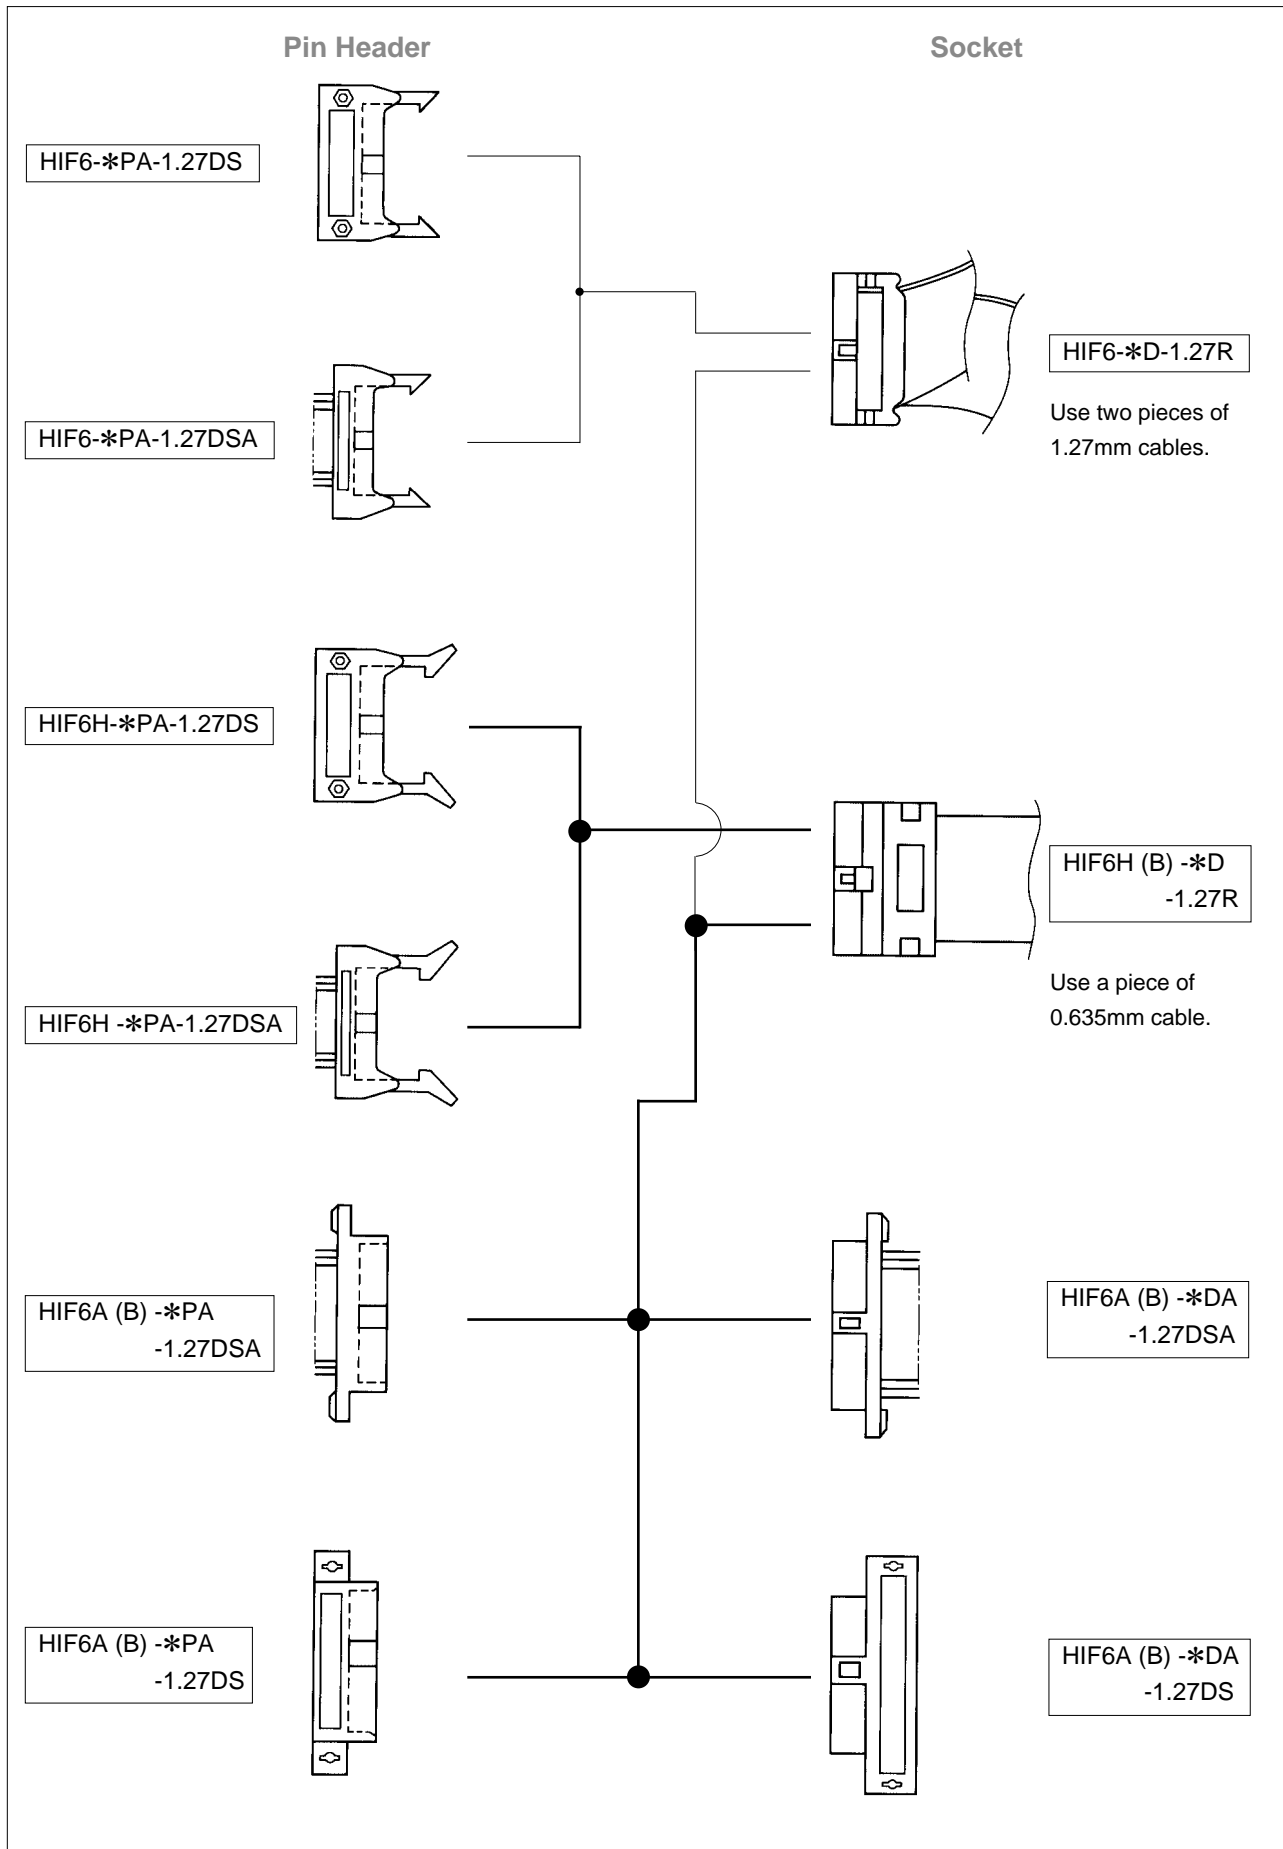 Pin Header
Socket
HIF6-*PA-1.27DS
HIF6-*D-1.27R
Use two pieces of
1.27mm cables.
HIF6-*PA-1.27DSA
HIF6H-*PA-1.27DS
HIF6H (B) -*D
-1.27R
Use a piece of
0.635mm cable.
HIF6H -*PA-1.27DSA
HIF6A (B) -*PA
-1.27DSA
HIF6A (B) -*DA
-1.27DSA
HIF6A (B) -*PA
-1.27DS
HIF6A (B) -*DA
-1.27DS